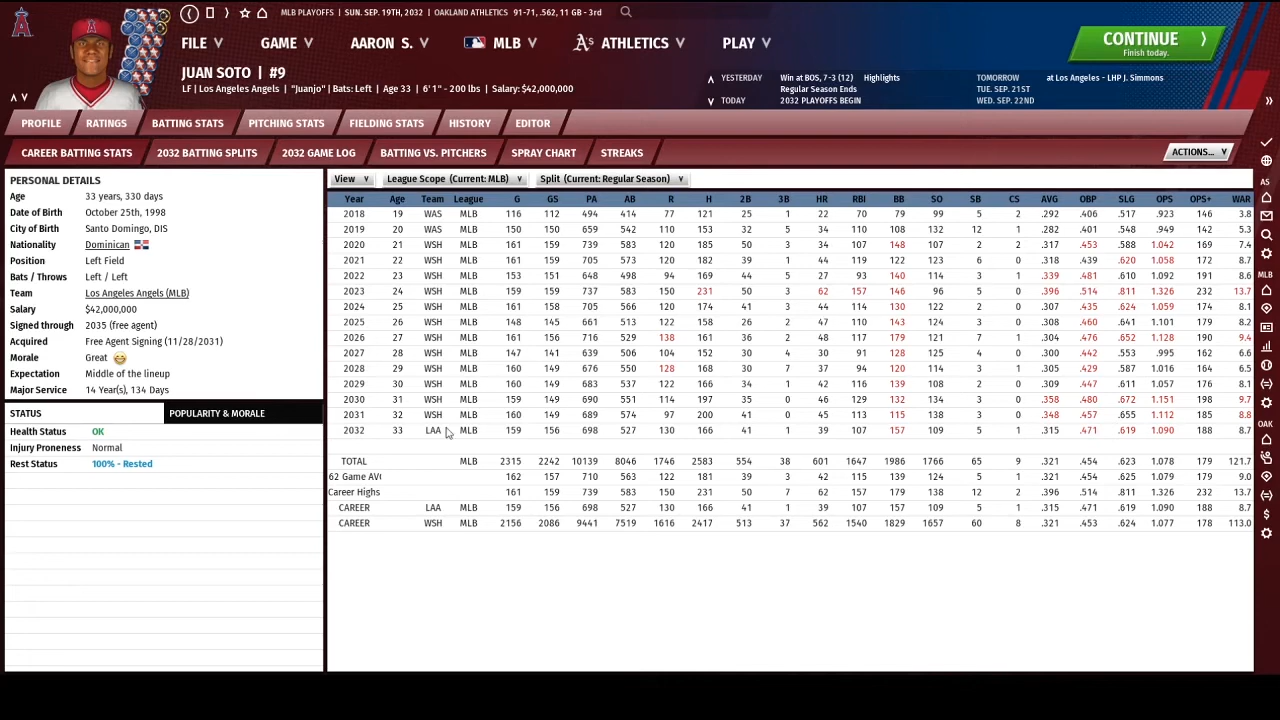 MLB PLAYOFFS | SUN. SEP. 19TH, 2032 | OAKLAND ATHLETICS 91-71, .562, 11 GB - 3rd
FILE GAME AARON S. MLB ATHLETICS PLAY
CONTINUE
Finish today.
JUAN SOTO | #9
LF | Los Angeles Angels | "Juanjo" | Bats: Left | Age 33 | 6'1" - 200 lbs | Salary: $42,000,000
YESTERDAY Win at BOS, 7-3 (12) Highlights
Regular Season Ends
TODAY 2032 PLAYOFFS BEGIN
TOMORROW at Los Angeles - LHP J. Simmons
TUE. SEP. 21ST
WED. SEP. 22ND
PROFILE RATINGS BATTING STATS PITCHING STATS FIELDING STATS HISTORY EDITOR
CAREER BATTING STATS 2032 BATTING SPLITS 2032 GAME LOG BATTING VS. PITCHERS SPRAY CHART STREAKS ACTIONS...
PERSONAL DETAILS
Age 33 years, 330 days
Date of Birth October 25th, 1998
City of Birth Santo Domingo, DIS
Nationality Dominican
Position Left Field
Bats / Throws Left / Left
Team Los Angeles Angels (MLB)
Salary $42,000,000
Signed through 2035 (free agent)
Acquired Free Agent Signing (11/28/2031)
Morale Great
Expectation Middle of the lineup
Major Service 14 Year(s), 134 Days
STATUS POPULARITY & MORALE
Health Status OK
Injury Proneness Normal
Rest Status 100% - Rested
View League Scope (Current: MLB) Split (Current: Regular Season)
Year Age Team League G GS PA AB R H 2B 3B HR RBI BB SO SB CS AVG OBP SLG OPS OPS+ WAR
2018 19 WAS MLB 116 112 494 414 77 121 25 1 22 70 79 99 5 2 .292 .406 .517 .923 146 3.8
2019 20 WAS MLB 150 150 659 542 110 153 32 5 34 110 108 132 12 1 .282 .401 .548 .949 142 5.3
2020 21 WSH MLB 161 159 739 583 120 185 50 3 34 107 148 107 2 2 .317 .453 .588 1.042 169 7.4
2021 22 WSH MLB 161 159 705 573 120 182 39 1 44 119 122 123 6 0 .318 .439 .620 1.058 172 8.7
2022 23 WSH MLB 153 151 648 498 94 169 44 5 27 93 140 114 3 1 .339 .481 .610 1.092 191 8.6
2023 24 WSH MLB 159 159 737 583 150 231 50 3 62 157 146 96 5 0 .396 .514 .811 1.326 232 13.7
2024 25 WSH MLB 161 158 705 566 120 174 41 3 44 114 130 122 2 0 .307 .435 .624 1.059 174 8.1
2025 26 WSH MLB 148 145 661 513 122 158 26 2 47 110 143 124 3 0 .308 .460 .641 1.101 179 8.2
2026 27 WSH MLB 161 156 716 529 138 161 36 2 48 117 179 121 7 1 .304 .476 .652 1.128 190 9.4
2027 28 WSH MLB 147 141 639 506 104 152 30 4 30 91 128 125 4 0 .300 .442 .553 .995 162 6.6
2028 29 WSH MLB 161 149 676 550 128 168 30 7 37 94 120 114 3 1 .305 .429 .587 1.016 164 6.5
2029 30 WSH MLB 160 149 683 537 122 166 34 1 42 116 139 108 2 0 .309 .447 .611 1.057 176 8.1
2030 31 WSH MLB 160 149 690 551 114 197 35 0 46 129 132 134 3 0 .358 .480 .672 1.151 198 9.7
2031 32 WSH MLB 160 149 689 574 97 200 41 0 45 113 115 138 3 0 .348 .457 .655 1.112 185 8.8
2032 33 LAA MLB 159 156 698 527 130 166 41 1 39 107 157 109 5 1 .315 .471 .619 1.090 188 8.7
TOTAL MLB 2315 2242 10139 8046 1746 2583 554 38 601 1647 1986 1766 65 9 .321 .454 .623 1.078 179 121.7
62 Game AVG 162 157 710 563 122 181 39 3 42 115 139 124 5 1 .321 .454 .625 1.079 179 9.0
Career Highs 161 159 739 583 150 231 50 7 62 157 179 138 12 2 .396 .514 .811 1.326 232 13.7
CAREER LAA MLB 159 156 698 527 130 166 41 1 39 107 157 109 5 1 .315 .471 .619 1.090 188 8.7
CAREER WSH MLB 2156 2086 9441 7519 1616 2417 513 37 562 1540 1829 1657 60 8 .321 .453 .624 1.077 178 113.0
AS
MLB
OAK